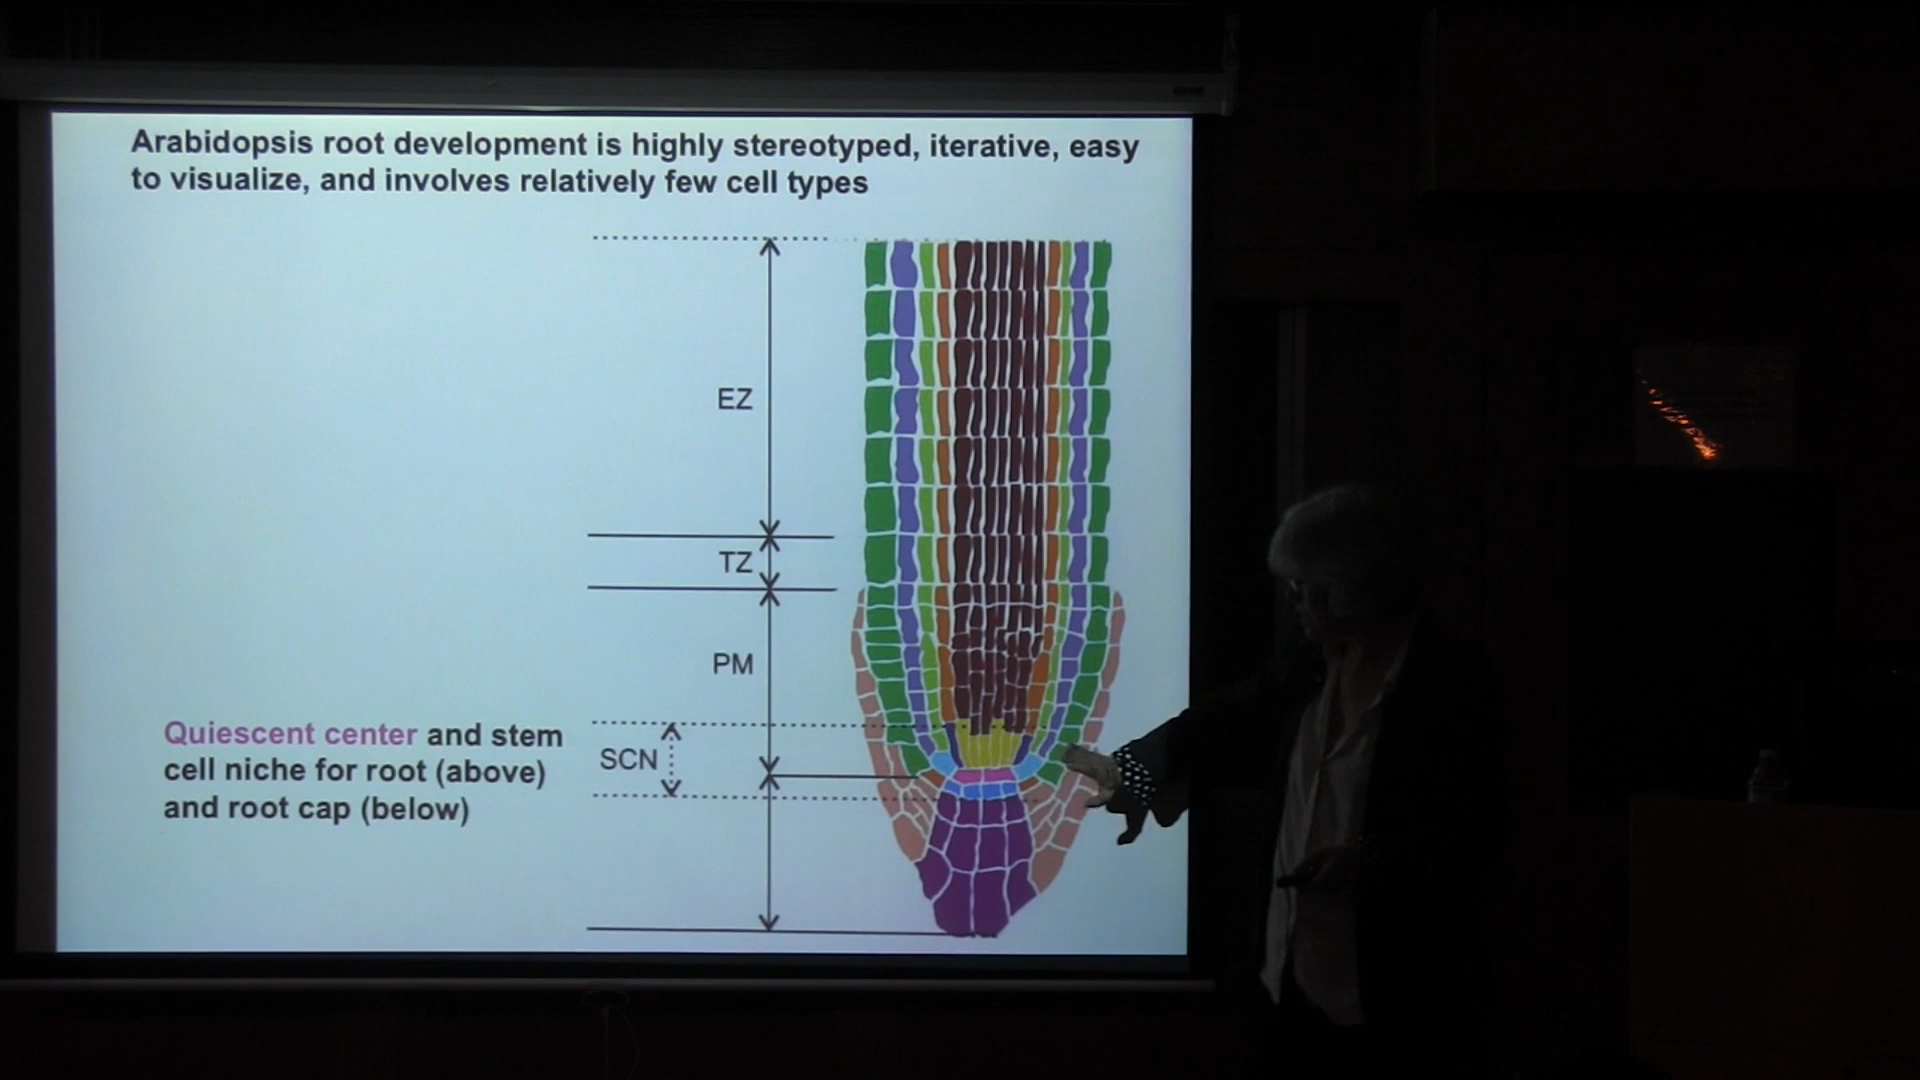 Arabidopsis root development is highly stereotyped, iterative, easy
to visualize, and involves relatively few cell types
EZ
TZ
PM
Quiescent center and stem
cell niche for root (above)
and root cap (below)
SCN